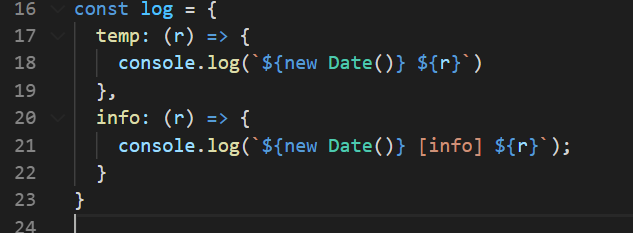 16 const log = {
17   temp: (r) => {
18     console.log(`${new Date()} ${r}`)
19   },
20   info: (r) => {
21     console.log(`${new Date()} [info] ${r}`);
22   }
23 }
24